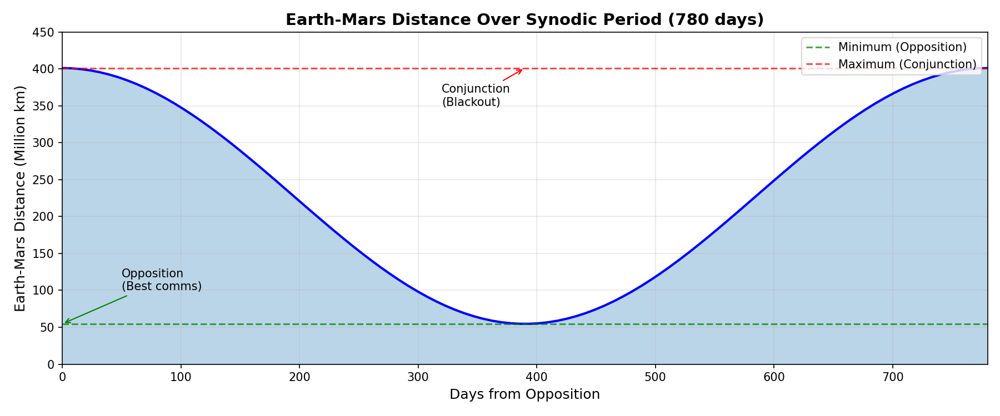 Earth-Mars Distance Over Synodic Period (780 days)
Earth-Mars Distance (Million km)
450
400
350
300
250
200
150
100
50
0
Minimum (Opposition)
Maximum (Conjunction)
Conjunction
(Blackout)
Opposition
(Best comms)
0 100 200 300 400 500 600 700
Days from Opposition